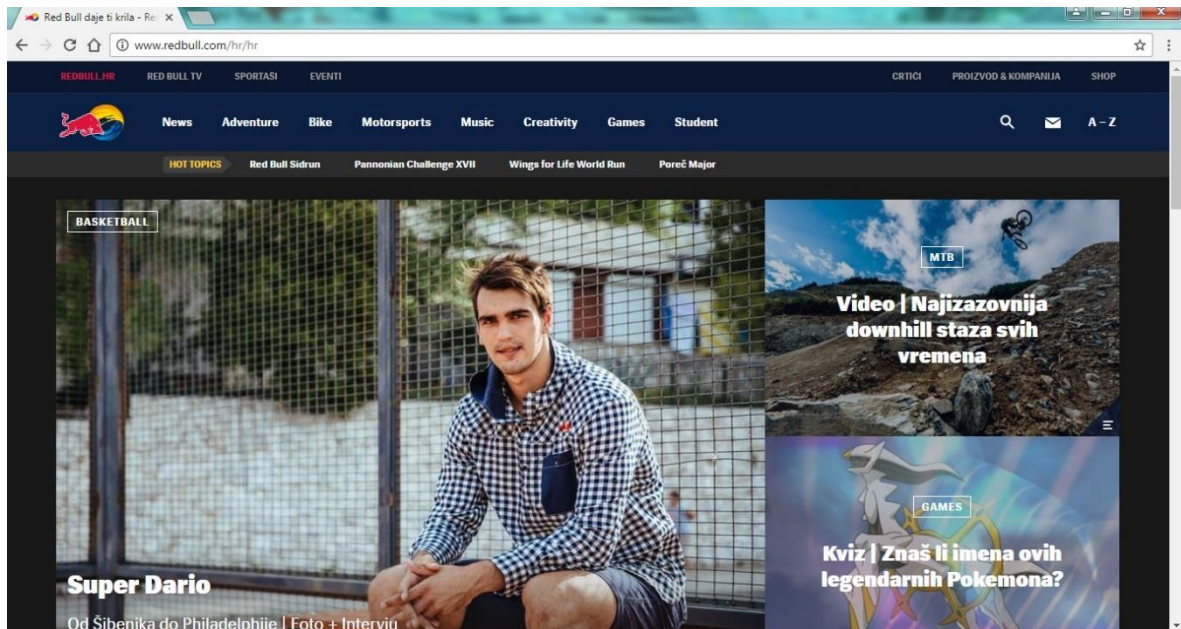 Red Bull daje ti krila - Re
www.redbull.com/hr/hr
REDBULL.HR RED BULL TV SPORTAŠI EVENTI CRTIĆI PROIZVOD & KOMPANIJA SHOP
News Adventure Bike Motorsports Music Creativity Games Student A – Z
HOT TOPICS Red Bull Sidrun Pannonian Challenge XVII Wings for Life World Run Poreč Major
BASKETBALL
Super Dario
Od Šibenika do Philadelphije | Foto + Intervju
MTB
Video | Najizazovnija
downhill staza svih
vremena
GAMES
Kviz | Znaš li imena ovih
legendarnih Pokemona?